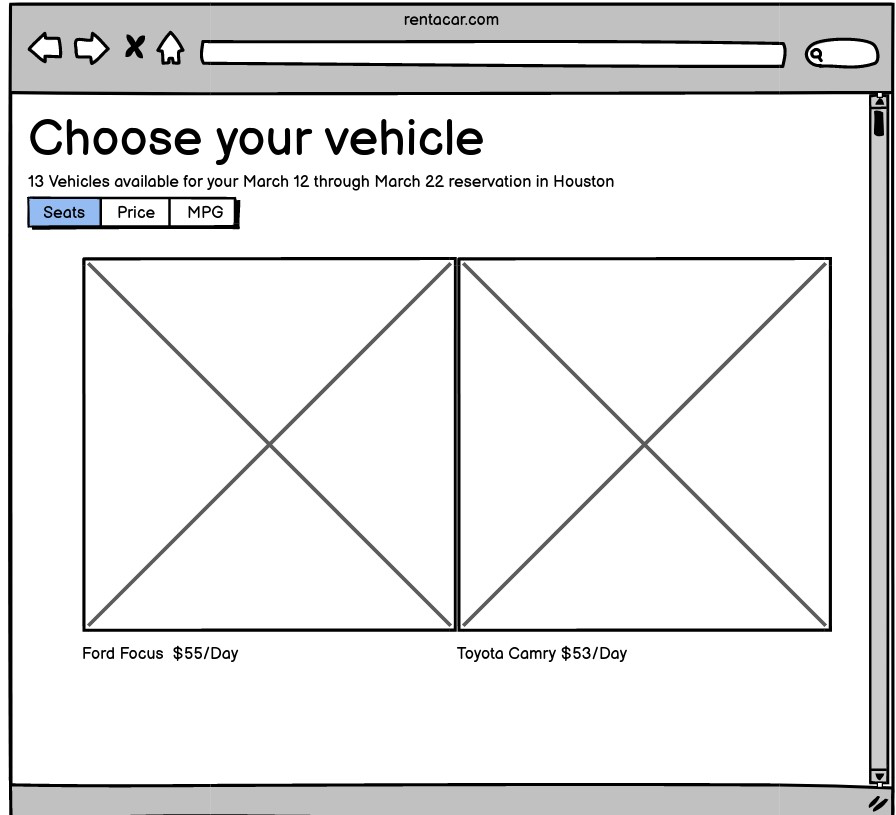 rentacar.com
Choose your vehicle
13 Vehicles available for your March 12 through March 22 reservation in Houston
Seats Price MPG
Ford Focus $55/Day Toyota Camry $53/Day